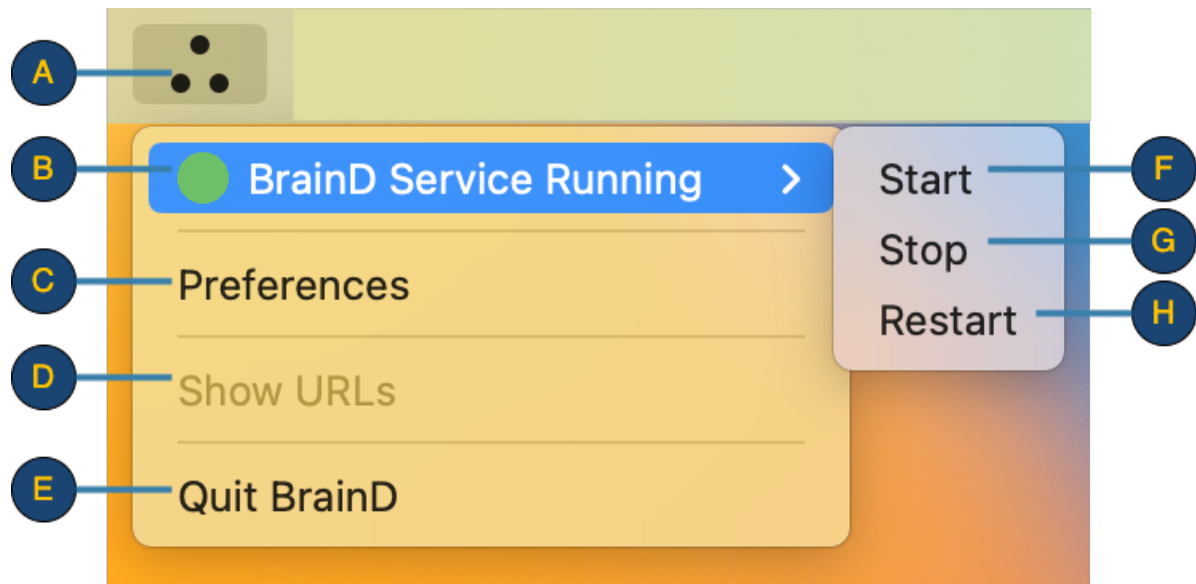 A
B
BrainD Service Running
Start
F
Stop
G
C
Preferences
Restart
H
D
Show URLs
E
Quit BrainD